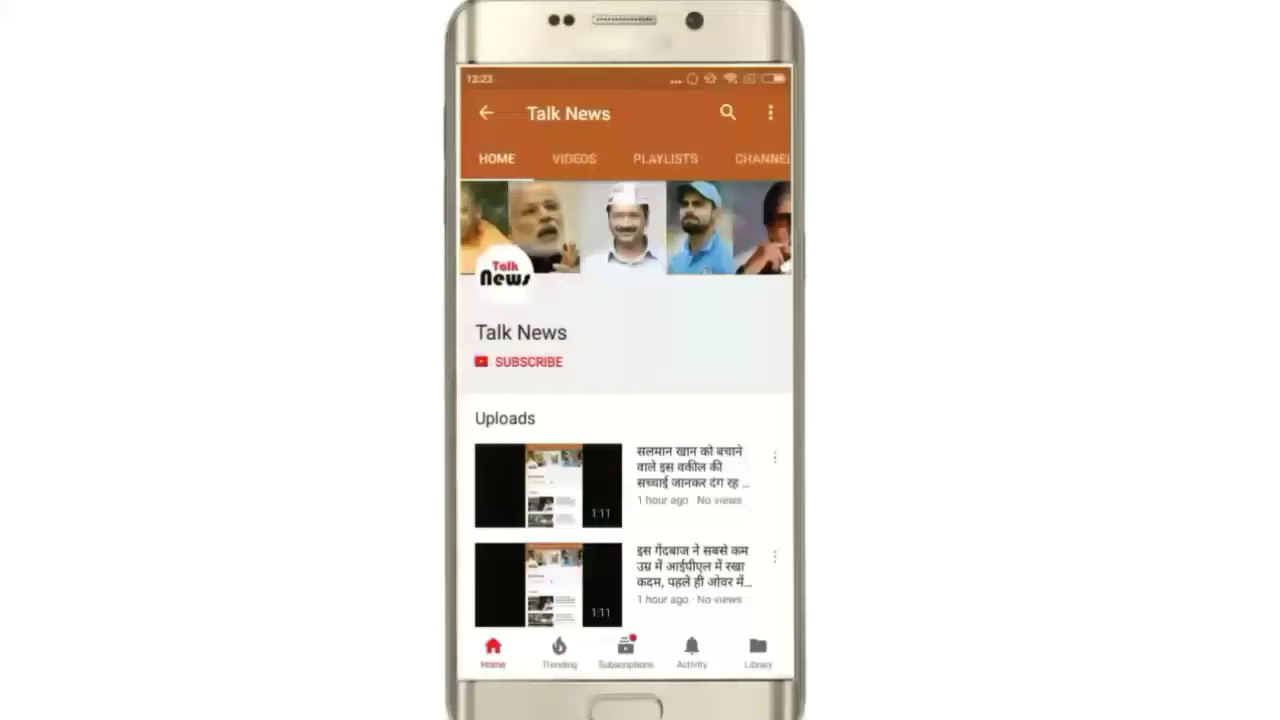 12:23
Talk News
HOME VIDEOS PLAYLISTS CHANNEL
Talk
News
Talk News
SUBSCRIBE
Uploads
सलमान खान को बचाने
वाले इस वकील की
सच्चाई जानकर दंग रह ...
1 hour ago · No views
1:11
इस गेंदबाज ने सबसे कम
उम्र में आईपीएल में रखा
कदम, पहले ही ओवर में...
1 hour ago · No views
1:11
Home Trending Subscriptions Activity Library